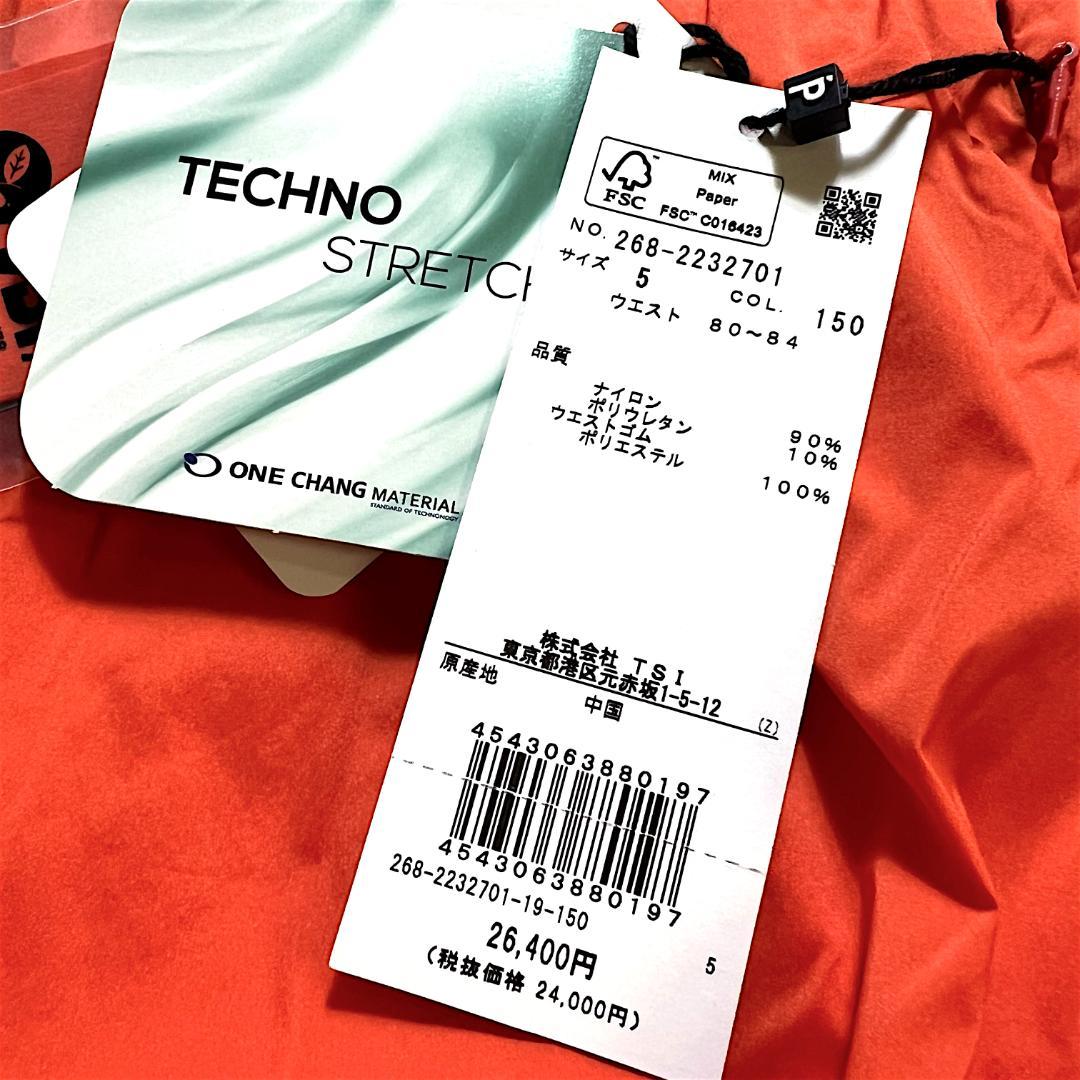 TECHNO
STRETCH
ONE CHANG MATERIAL
STANDARD OF TECHNONOGY
P
FSC
MIX
Paper
FSC™ C016423
NO. 268-2232701
サイズ 5 COL. 150
ウエスト 80〜84
品質
ナイロン 90%
ポリウレタン 10%
ウエストゴム
ポリエステル 100%
株式会社 TSI
東京都港区元赤坂1-5-12
原産地 中国 (Z)
4543063880197
4543063880197
268-2232701-19-150
26,400円 5
(税抜価格 24,000円)